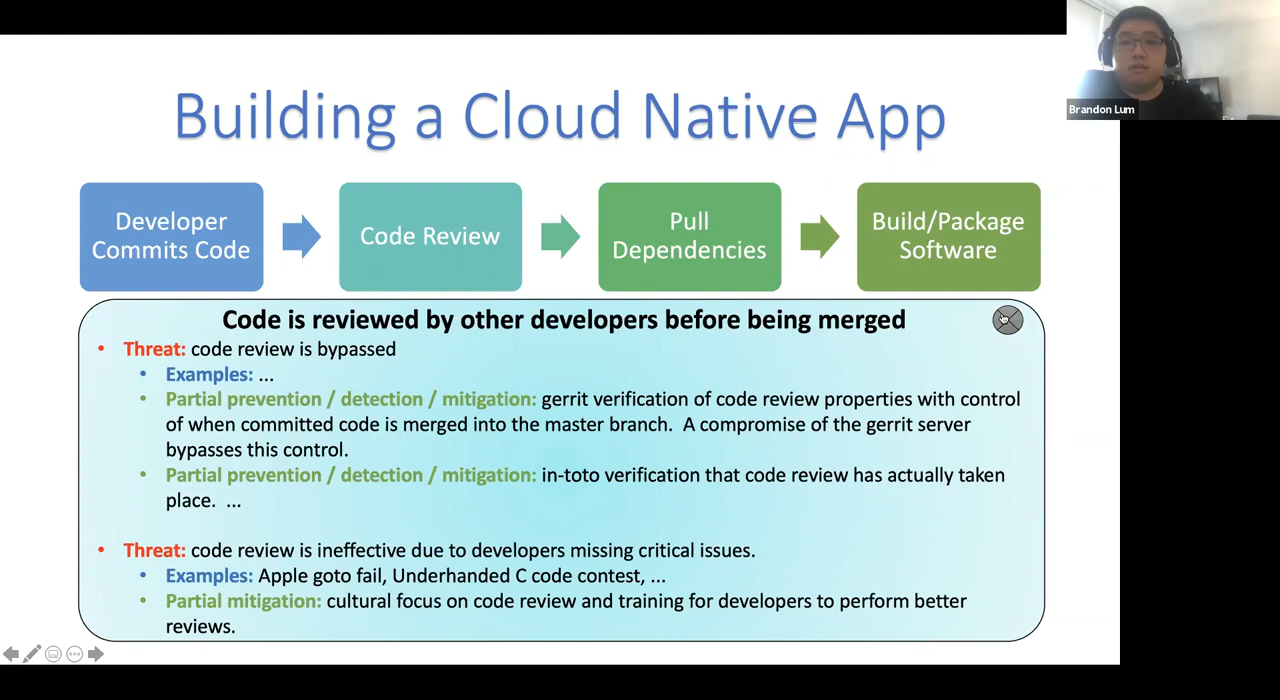 Building a Cloud Native App
Brandon Lum
Developer
Commits Code
Code Review
Pull
Dependencies
Build/Package
Software
Code is reviewed by other developers before being merged
• Threat: code review is bypassed
• Examples: ...
• Partial prevention / detection / mitigation: gerrit verification of code review properties with control
of when committed code is merged into the master branch.  A compromise of the gerrit server
bypasses this control.
• Partial prevention / detection / mitigation: in-toto verification that code review has actually taken
place.  ...
• Threat: code review is ineffective due to developers missing critical issues.
• Examples: Apple goto fail, Underhanded C code contest, ...
• Partial mitigation: cultural focus on code review and training for developers to perform better
reviews.